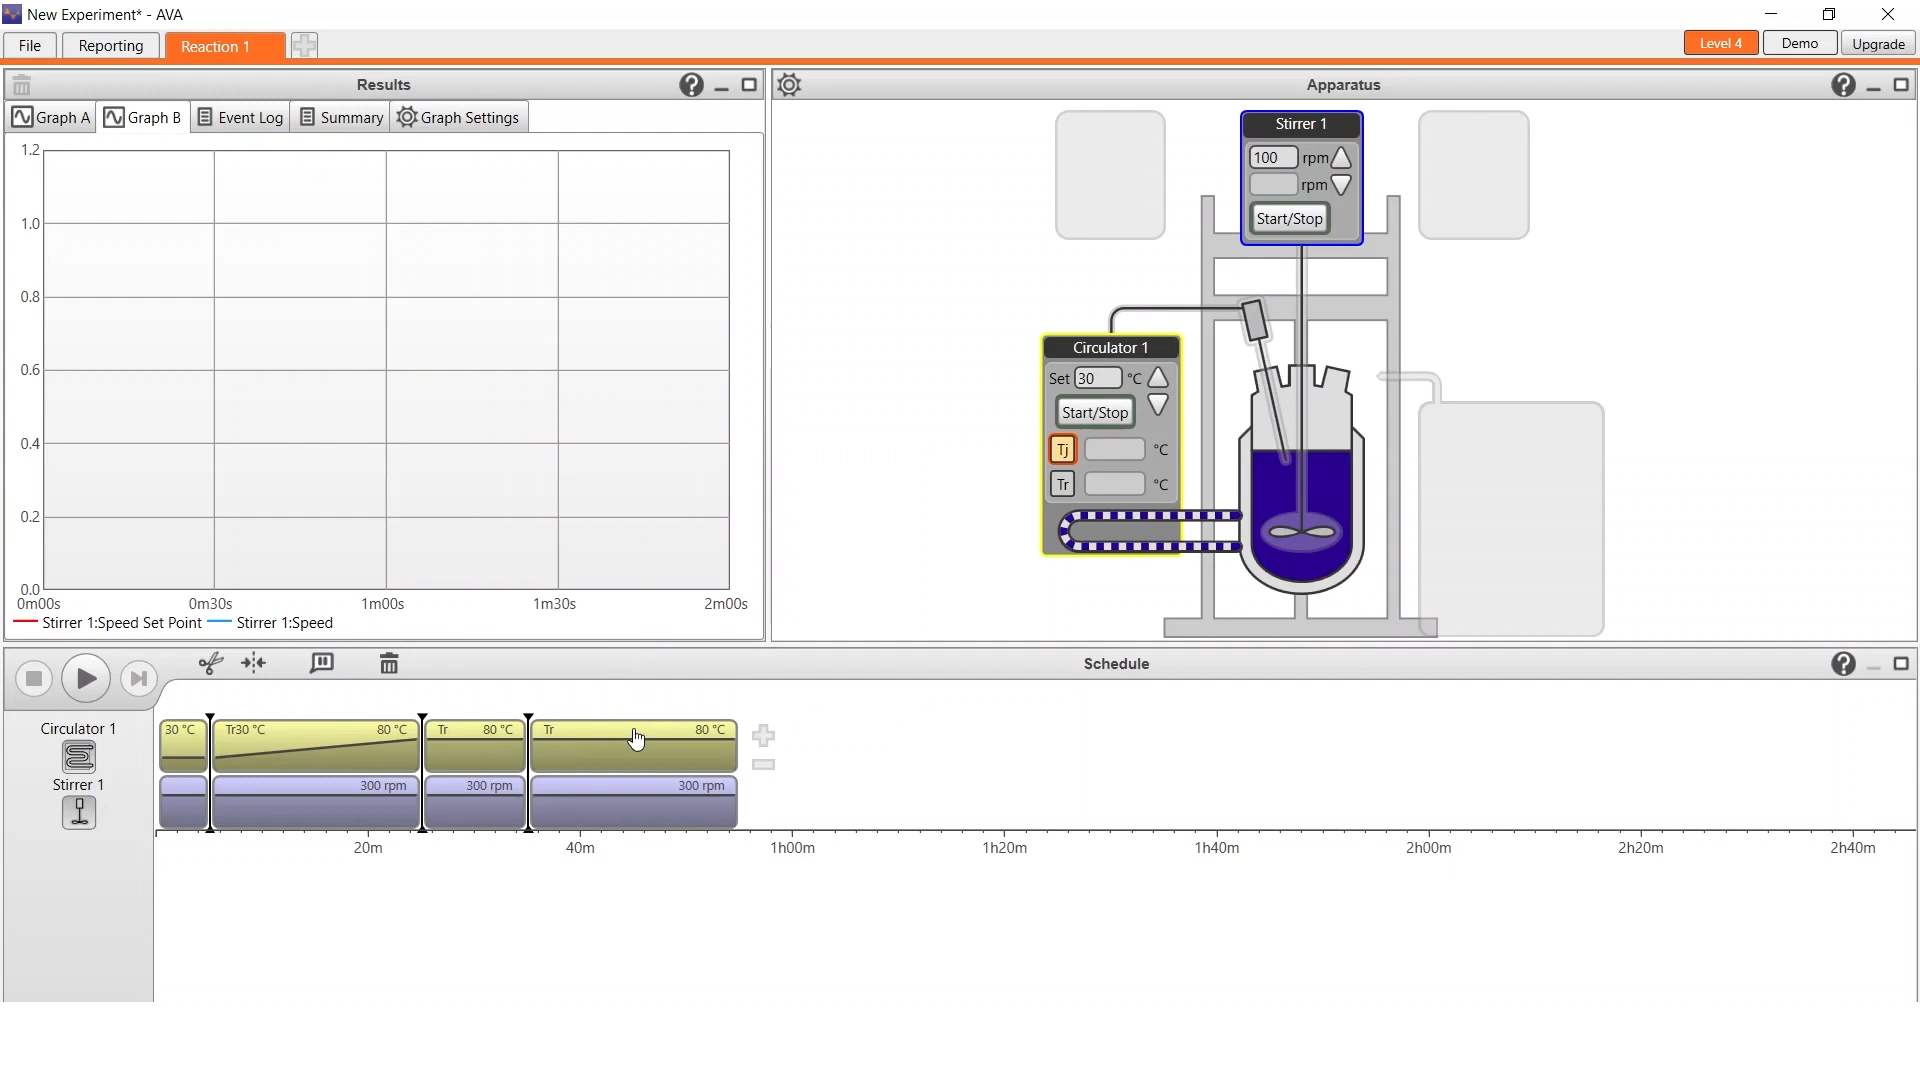 New Experiment* - AVA
File
Reporting
Reaction 1
Level 4
Demo
Upgrade
Results
Graph A
Graph B
Event Log
Summary
Graph Settings
1.2
1.0
0.8
0.6
0.4
0.2
0.0
0m00s
0m30s
1m00s
1m30s
2m00s
Stirrer 1:Speed Set Point
Stirrer 1:Speed
Apparatus
Stirrer 1
100 rpm
rpm
Start/Stop
Circulator 1
Set 30 °C
Start/Stop
Tj °C
Tr °C
Schedule
Circulator 1
Stirrer 1
30 °C
Tr30 °C 80 °C
Tr 80 °C
Tr 80 °C
300 rpm
300 rpm
300 rpm
20m
40m
1h00m
1h20m
1h40m
2h00m
2h20m
2h40m